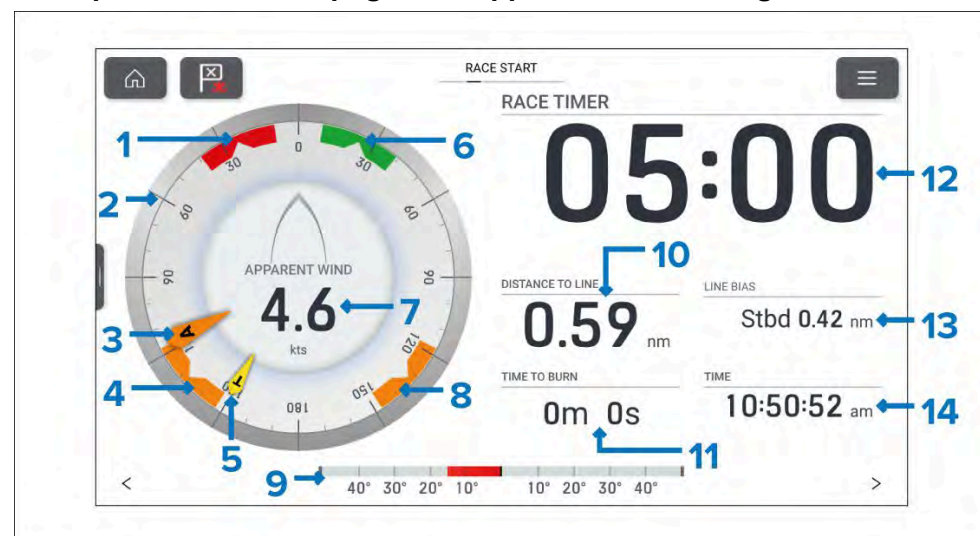 RACE START
RACE TIMER
05:00
12
1
6
0
30
30
2
60
60
10
90
90
APPARENT WIND
4.6
kts
7
DISTANCE TO LINE
0.59 nm
LINE BIAS
Stbd 0.42 nm
13
3
A
120
4
T
150
8
180
5
TIME TO BURN
0m 0s
11
TIME
10:50:52 am
14
9
40° 30° 20° 10° 10° 20° 30° 40°
<
>